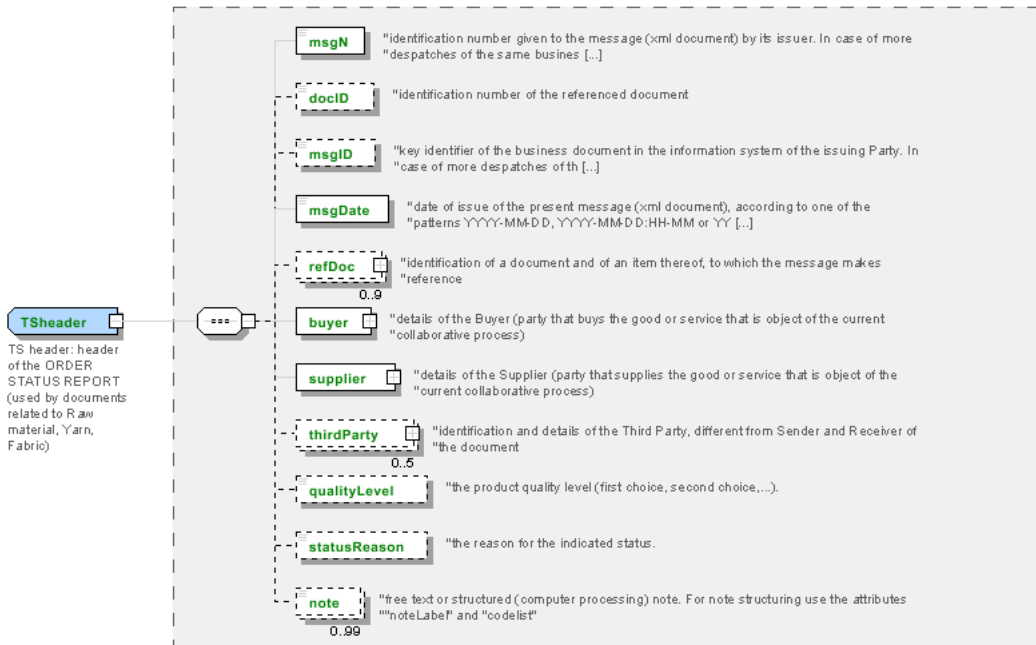 msgN
"identification number given to the message (xml document) by its issuer. In case of more
"despatches of the same busines [...]
docID
"identification number of the referenced document
msgID
"key identifier of the business document in the information system of the issuing Party. In
"case of more despatches of th [...]
msgDate
"date of issue of the present message (xml document), according to one of the
"patterns YYYY-MM-DD, YYYY-MM-DD:HH-MM or YY [...]
refDoc
"identification of a document and of an item thereof, to which the message makes
"reference
0..9
TSheader
TS header: header
of the ORDER
STATUS REPORT
(used by documents
related to Raw
material, Yarn,
Fabric)
buyer
"details of the Buyer (party that buys the good or service that is object of the current
"collaborative process)
supplier
"details of the Supplier (party that supplies the good or service that is object of the
"current collaborative process)
thirdParty
"identification and details of the Third Party, different from Sender and Receiver of
"the document
0..5
qualityLevel
"the product quality level (first choice, second choice,...).
statusReason
"the reason for the indicated status.
note
"free text or structured (computer processing) note. For note structuring use the attributes
""noteLabel" and "codelist"
0..99